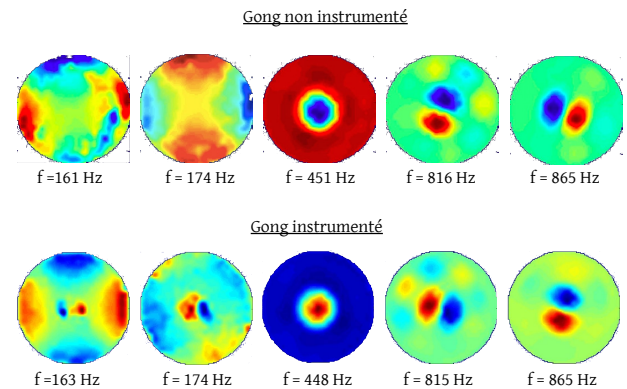 Gong non instrumenté
f =161 Hz f = 174 Hz f = 451 Hz f = 816 Hz f = 865 Hz
Gong instrumenté
f=163 Hz f = 174 Hz f = 448 Hz f = 815 Hz f = 865 Hz